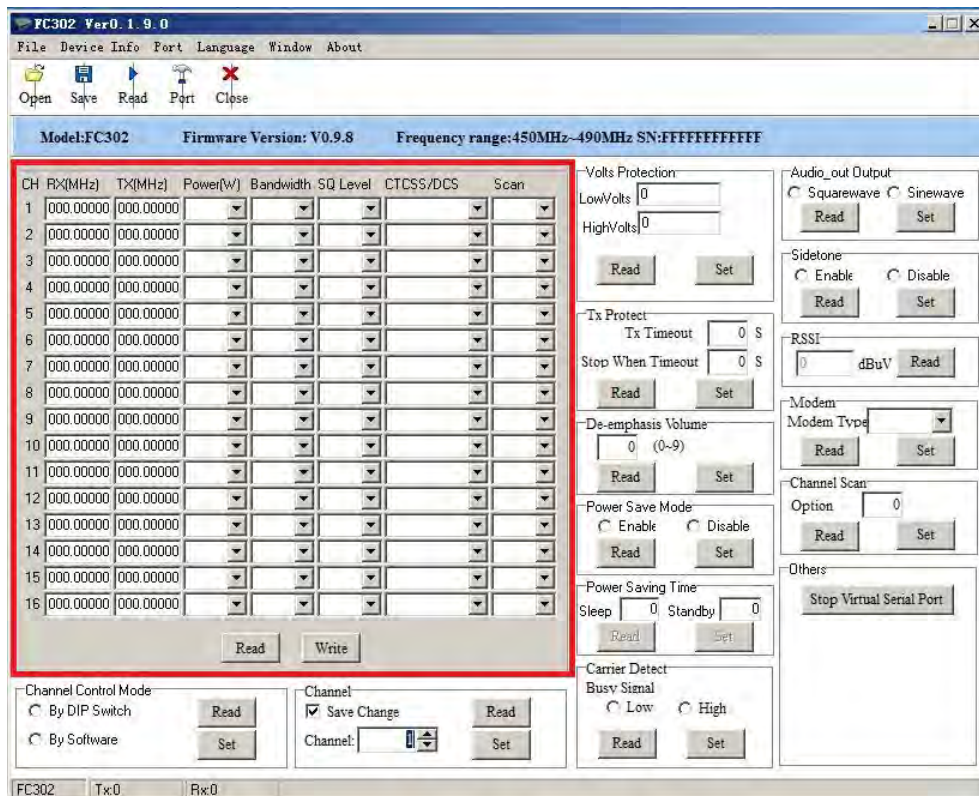 FC302 Ver0.1.9.0
File Device Info Port Language Window About
Open Save Read Port Close
Model:FC302 Firmware Version: V0.9.8 Frequency range:450MHz~490MHz SN:FFFFFFFFFFFF
CH RX(MHz) TX(MHz) Power(W) Bandwidth SQ Level CTCSS/DCS Scan
1 000.00000 000.00000
2 000.00000 000.00000
3 000.00000 000.00000
4 000.00000 000.00000
5 000.00000 000.00000
6 000.00000 000.00000
7 000.00000 000.00000
8 000.00000 000.00000
9 000.00000 000.00000
10 000.00000 000.00000
11 000.00000 000.00000
12 000.00000 000.00000
13 000.00000 000.00000
14 000.00000 000.00000
15 000.00000 000.00000
16 000.00000 000.00000
Read Write
Channel Control Mode
By DIP Switch Read
By Software Set
Channel
Save Change Read
Channel: 1 Set
Volts Protection
LowVolts 0
HighVolts 0
Read Set
Tx Protect
Tx Timeout 0 S
Stop When Timeout 0 S
Read Set
De-emphasis Volume
0 (0~9)
Read Set
Power Save Mode
Enable Disable
Read Set
Power Saving Time
Sleep 0 Standby 0
Read Set
Carrier Detect
Busy Signal
Low High
Read Set
Audio_out Output
Squarewave Sinewave
Read Set
Sidetone
Enable Disable
Read Set
RSSI
0 dBuV Read
Modem
Modem Type
Read Set
Channel Scan
Option 0
Read Set
Others
Stop Virtual Serial Port
FC302 Tx:0 Rx:0